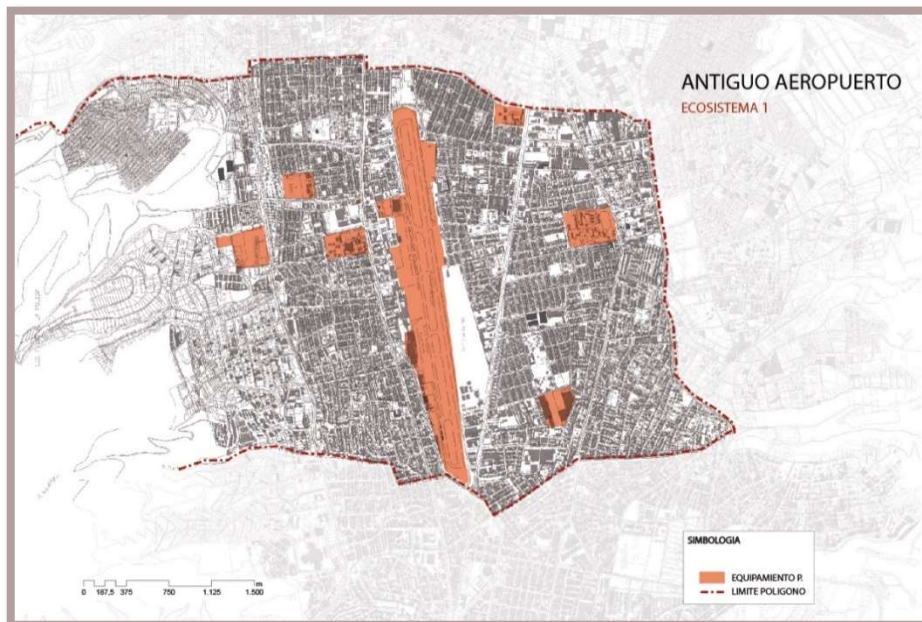 ANTIGUO AEROPUERTO
ECOSISTEMA 1
SIMBOLOGIA
EQUIPAMIENTO P.
LIMITE POLIGONO
m
0 187,5 375 750 1.125 1.500